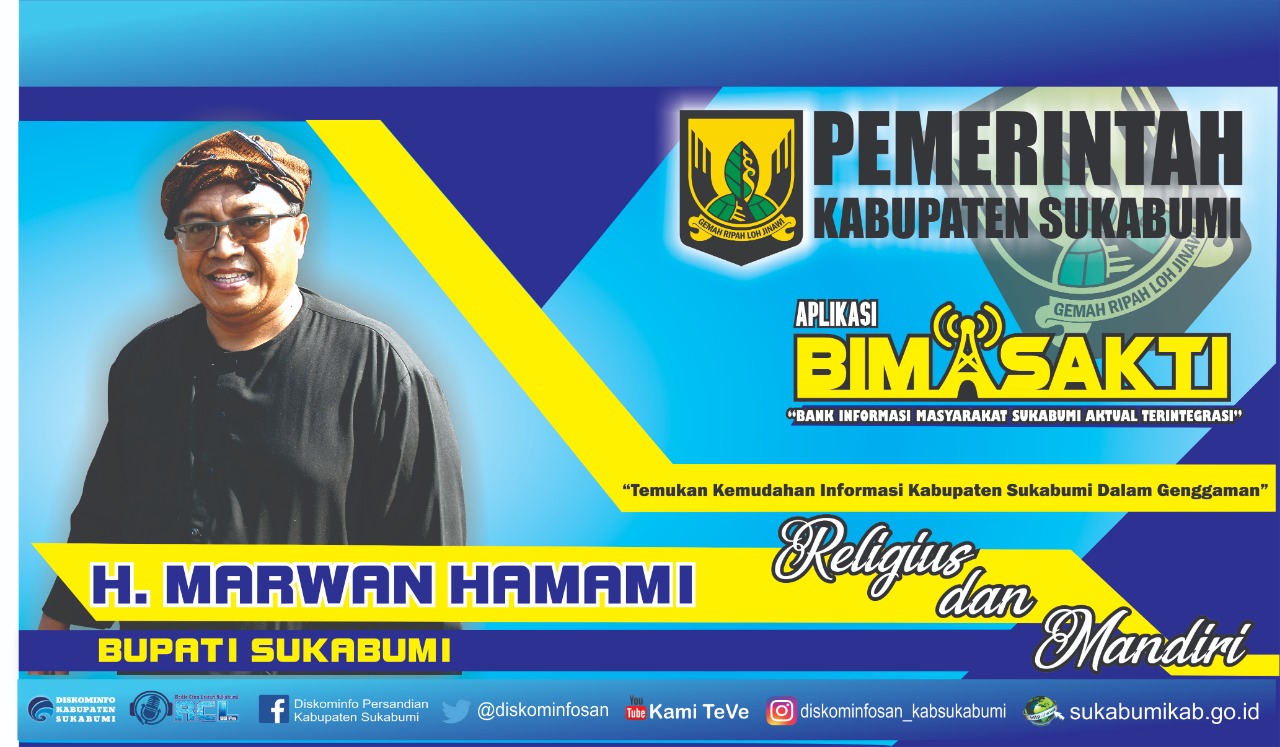 PEMERINTAH
KABUPATEN SUKABUMI
GEMAH RIPAH LOH JINAWI
GEMAH RIPAH LOH JINAWI
APLIKASI
BIMASAKTI
“BANK INFORMASI MASYARAKAT SUKABUMI AKTUAL TERINTEGRASI”
“Temukan Kemudahan Informasi Kabupaten Sukabumi Dalam Genggaman”
Religius
dan
Mandiri
H. MARWAN HAMAMI
BUPATI SUKABUMI
DISKOMINFO
KABUPATEN
SUKABUMI
RCL
Diskominfo Persandian
Kabupaten Sukabumi
@diskominfosan
You
Tube
Kami TeVe
diskominfosan_kabsukabumi
http://
sukabumikab.go.id